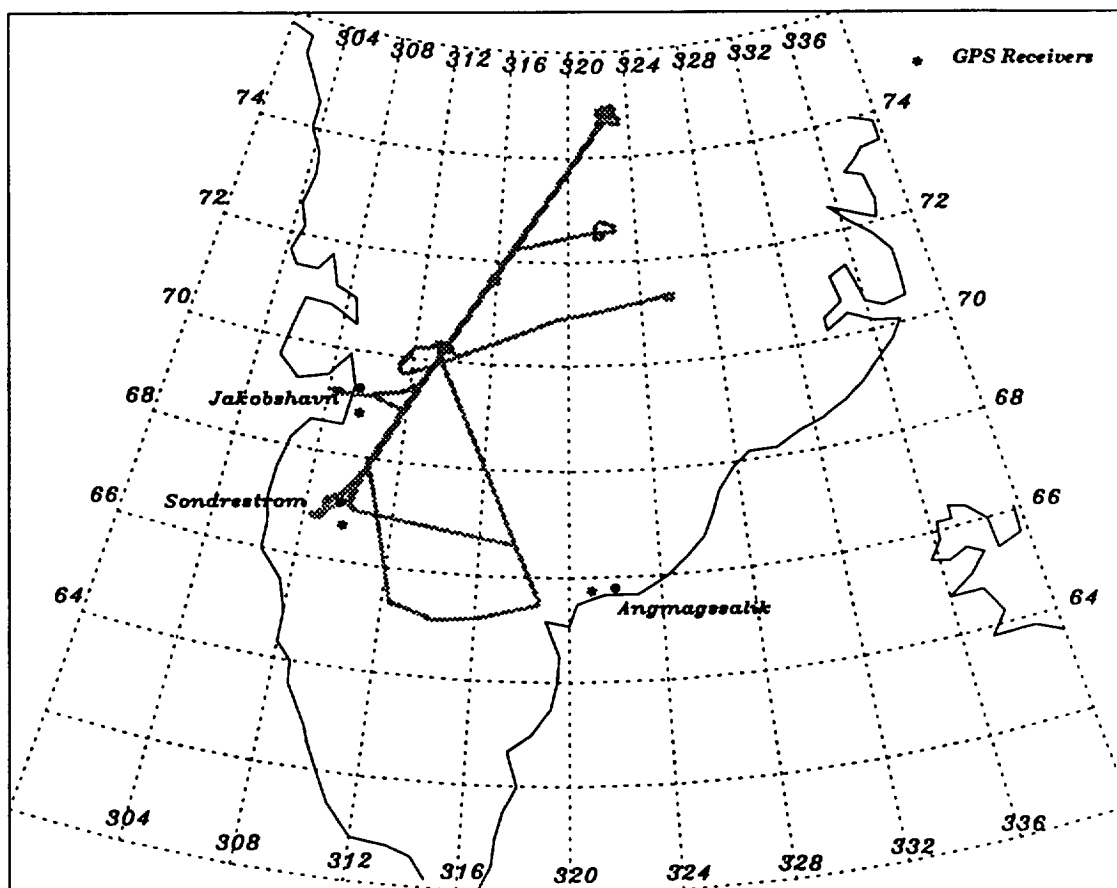 304 308 312 316 320 324 328 332 336
* GPS Receivers
74 74
72 72
70 70
Jakobshavn
68 68
Sondrestrom
66 66
64 Angmagssalik 64
304 308 312 316 320 324 328 332 336